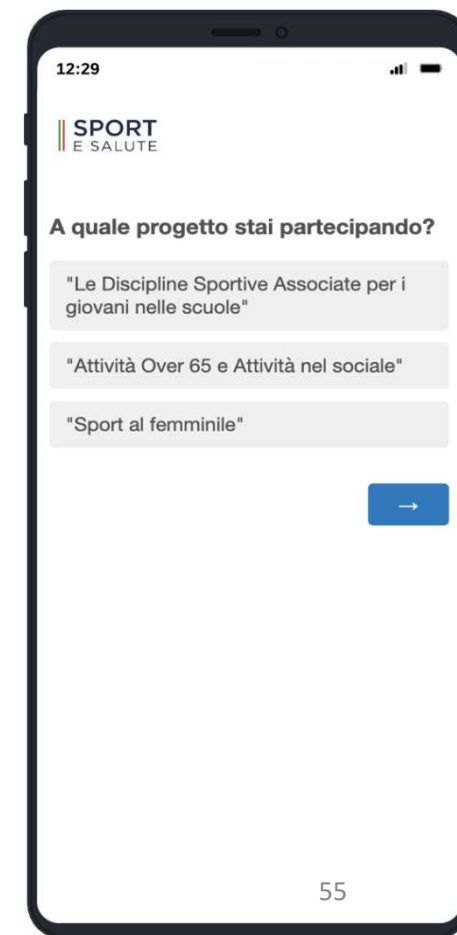 12:29
SPORT
E SALUTE
A quale progetto stai partecipando?
"Le Discipline Sportive Associate per i
giovani nelle scuole"
"Attività Over 65 e Attività nel sociale"
"Sport al femminile"
→
55